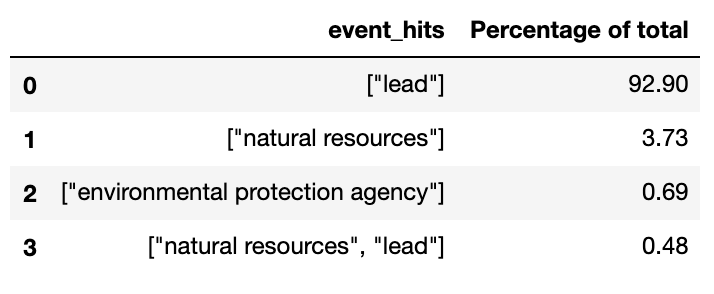 event_hits Percentage of total
0 ["lead"] 92.90
1 ["natural resources"] 3.73
2 ["environmental protection agency"] 0.69
3 ["natural resources", "lead"] 0.48